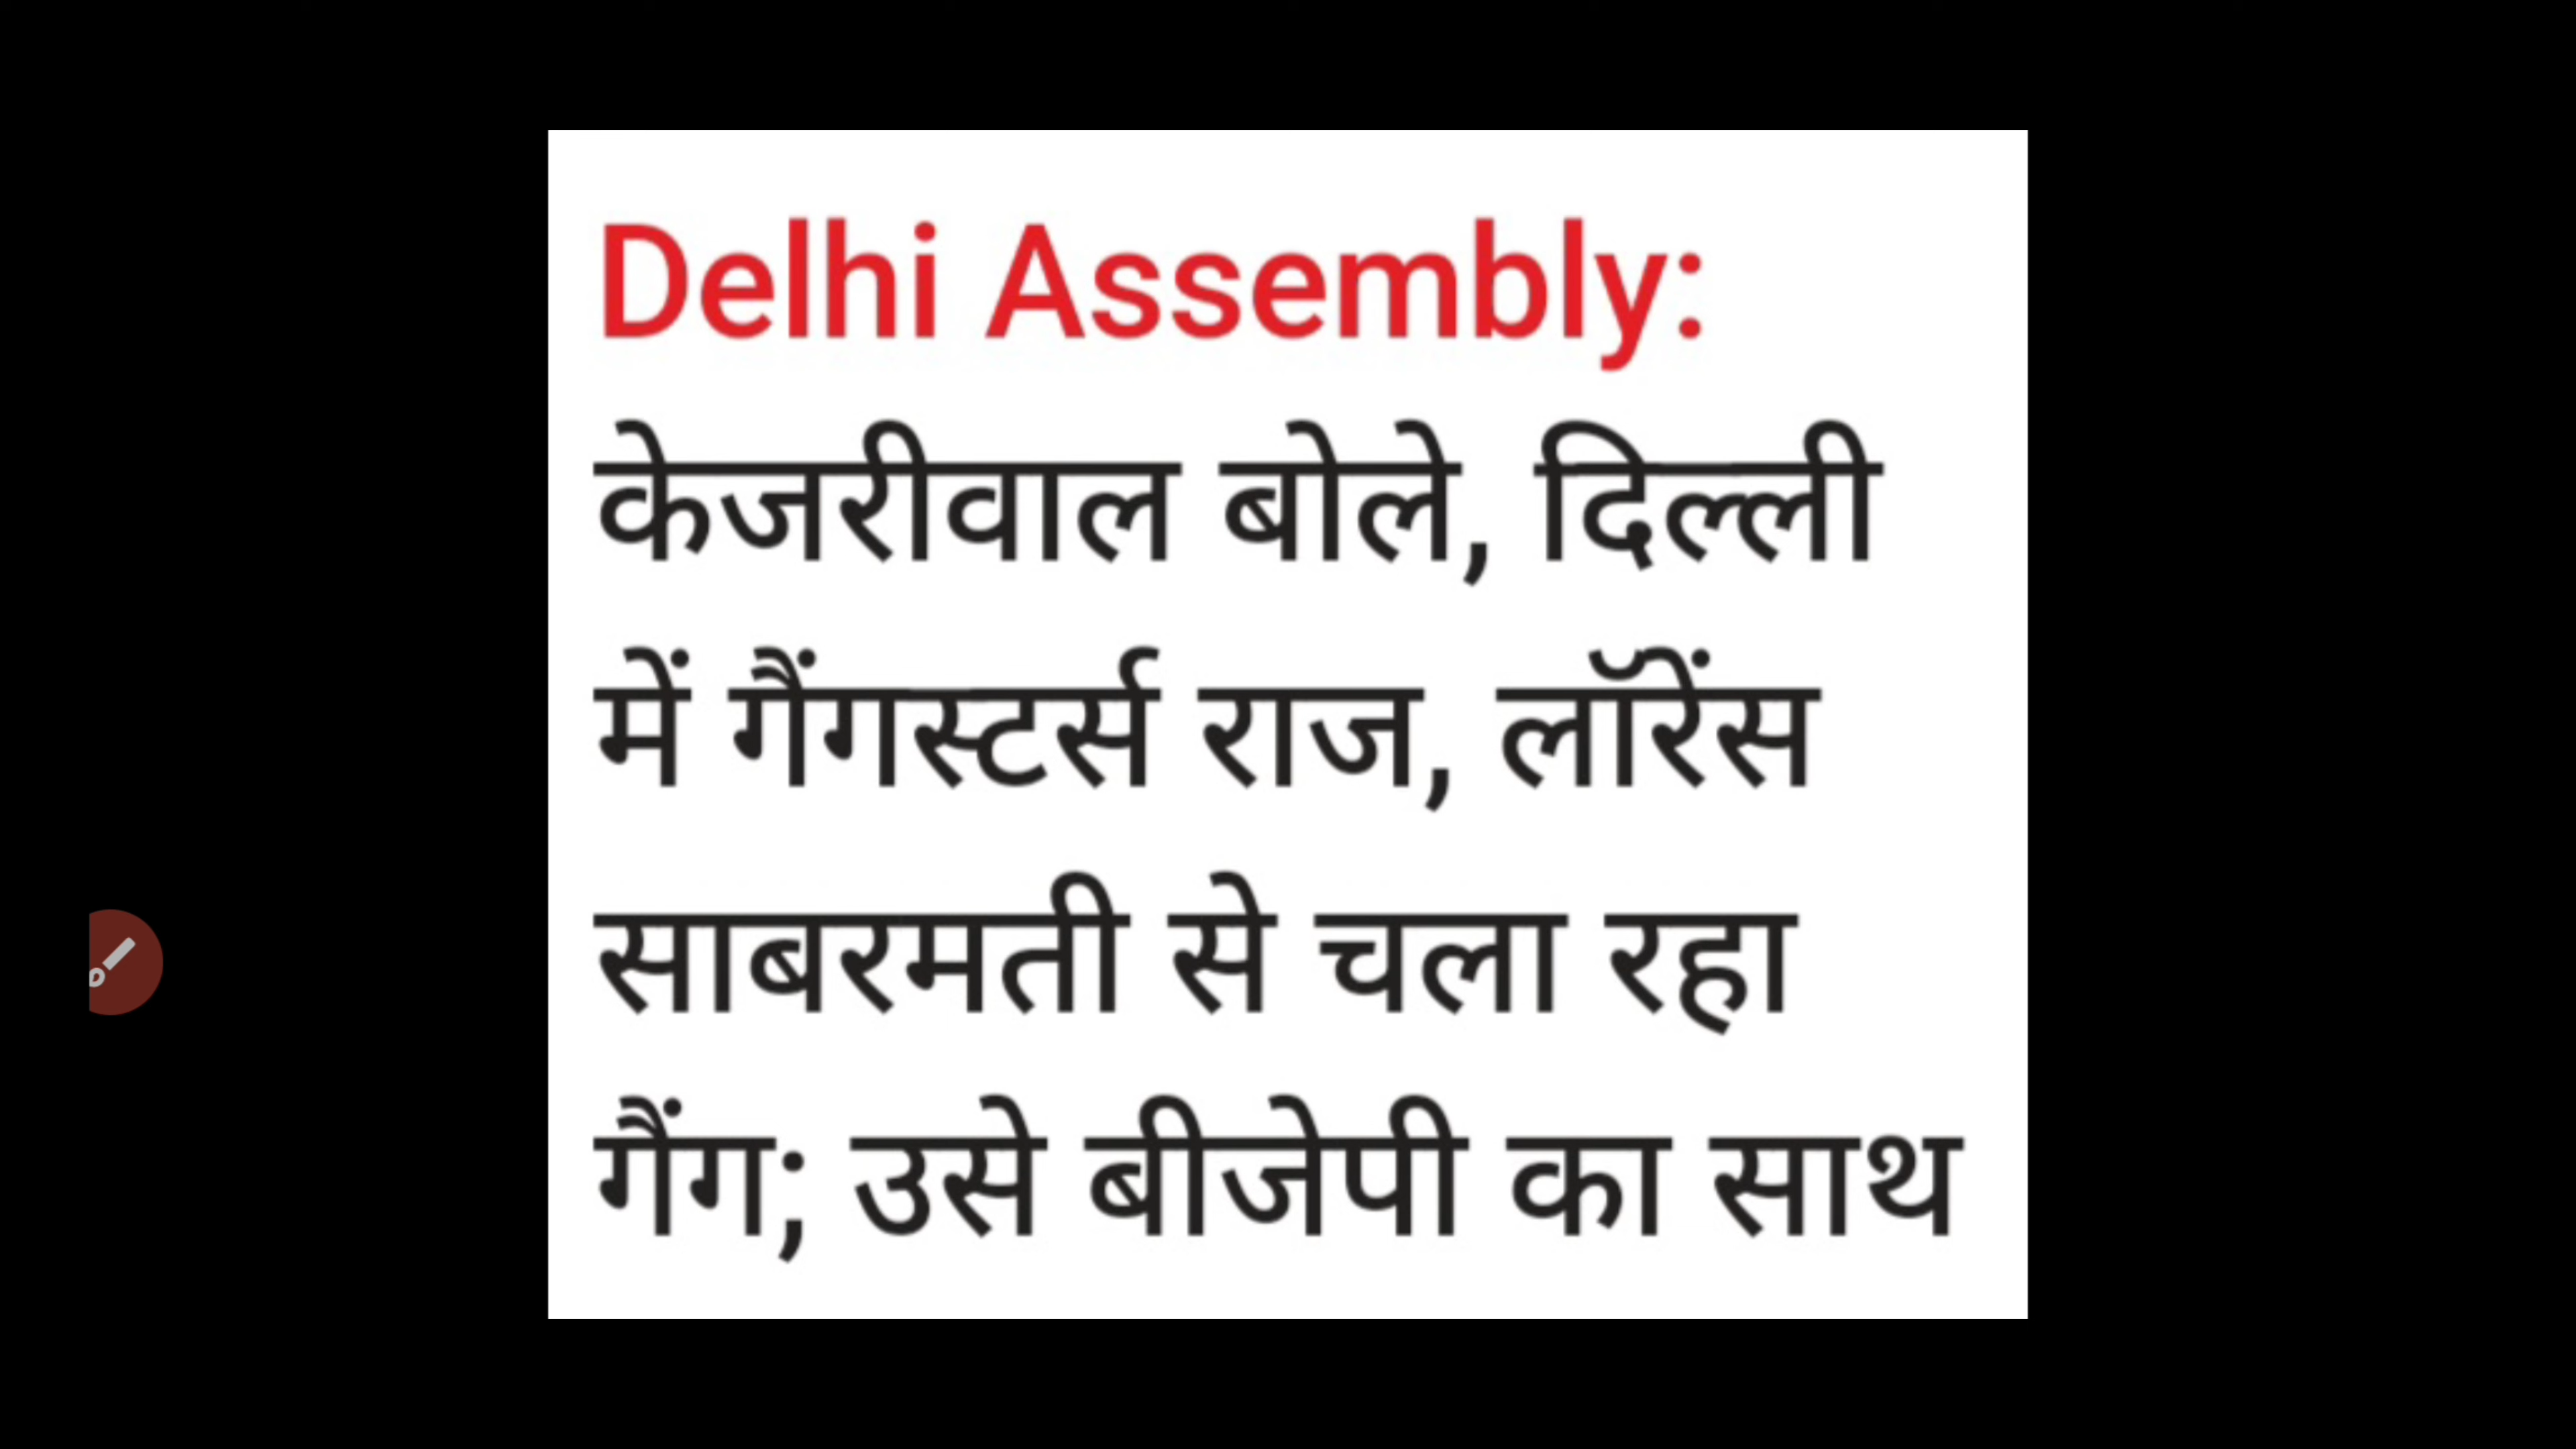 Delhi Assembly:
केजरीवाल बोले, दिल्ली
में गैंगस्टर्स राज, लॉरेंस
साबरमती से चला रहा
गैंग; उसे बीजेपी का साथ